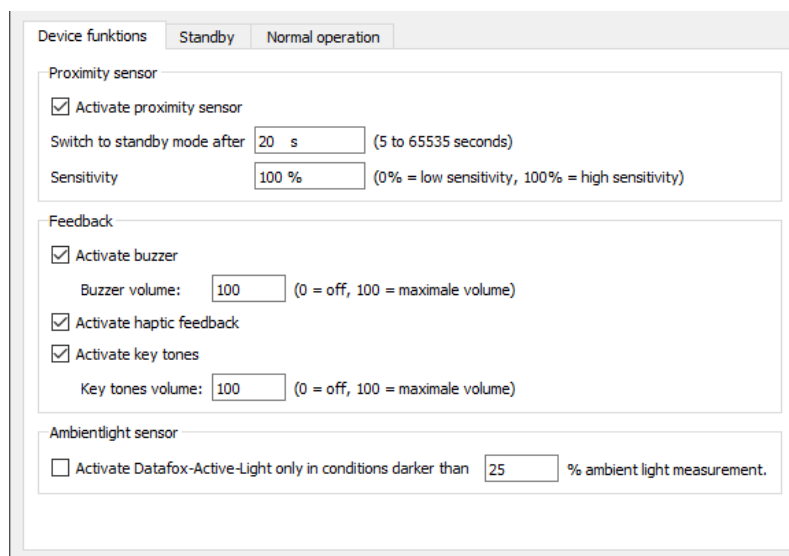 Device funktions Standby Normal operation
Proximity sensor
Activate proximity sensor
Switch to standby mode after 20 s (5 to 65535 seconds)
Sensitivity 100 % (0% = low sensitivity, 100% = high sensitivity)
Feedback
Activate buzzer
Buzzer volume: 100 (0 = off, 100 = maximale volume)
Activate haptic feedback
Activate key tones
Key tones volume: 100 (0 = off, 100 = maximale volume)
Ambientlight sensor
Activate Datafox-Active-Light only in conditions darker than 25 % ambient light measurement.